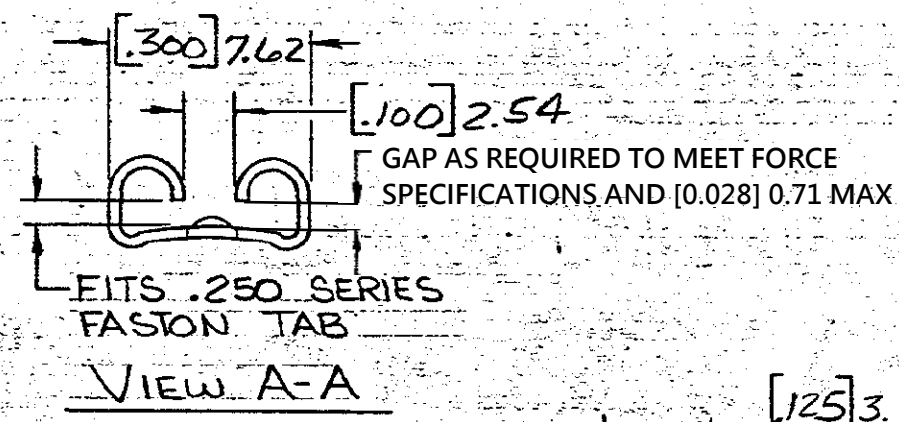 [.300] 7.62
[.100] 2.54
GAP AS REQUIRED TO MEET FORCE
SPECIFICATIONS AND [0.028] 0.71 MAX
FITS .250 SERIES
FASTON TAB
VIEW A-A
[.125] 3.